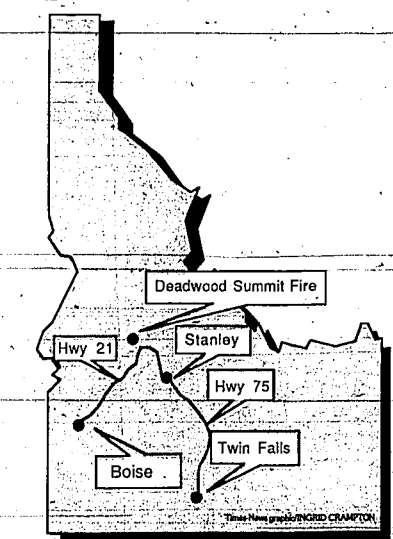 Deadwood Summit Fire
Hwy 21
Stanley
Hwy 75
Boise
Twin Falls
Times-News graphic/INGRID CRAMPTON